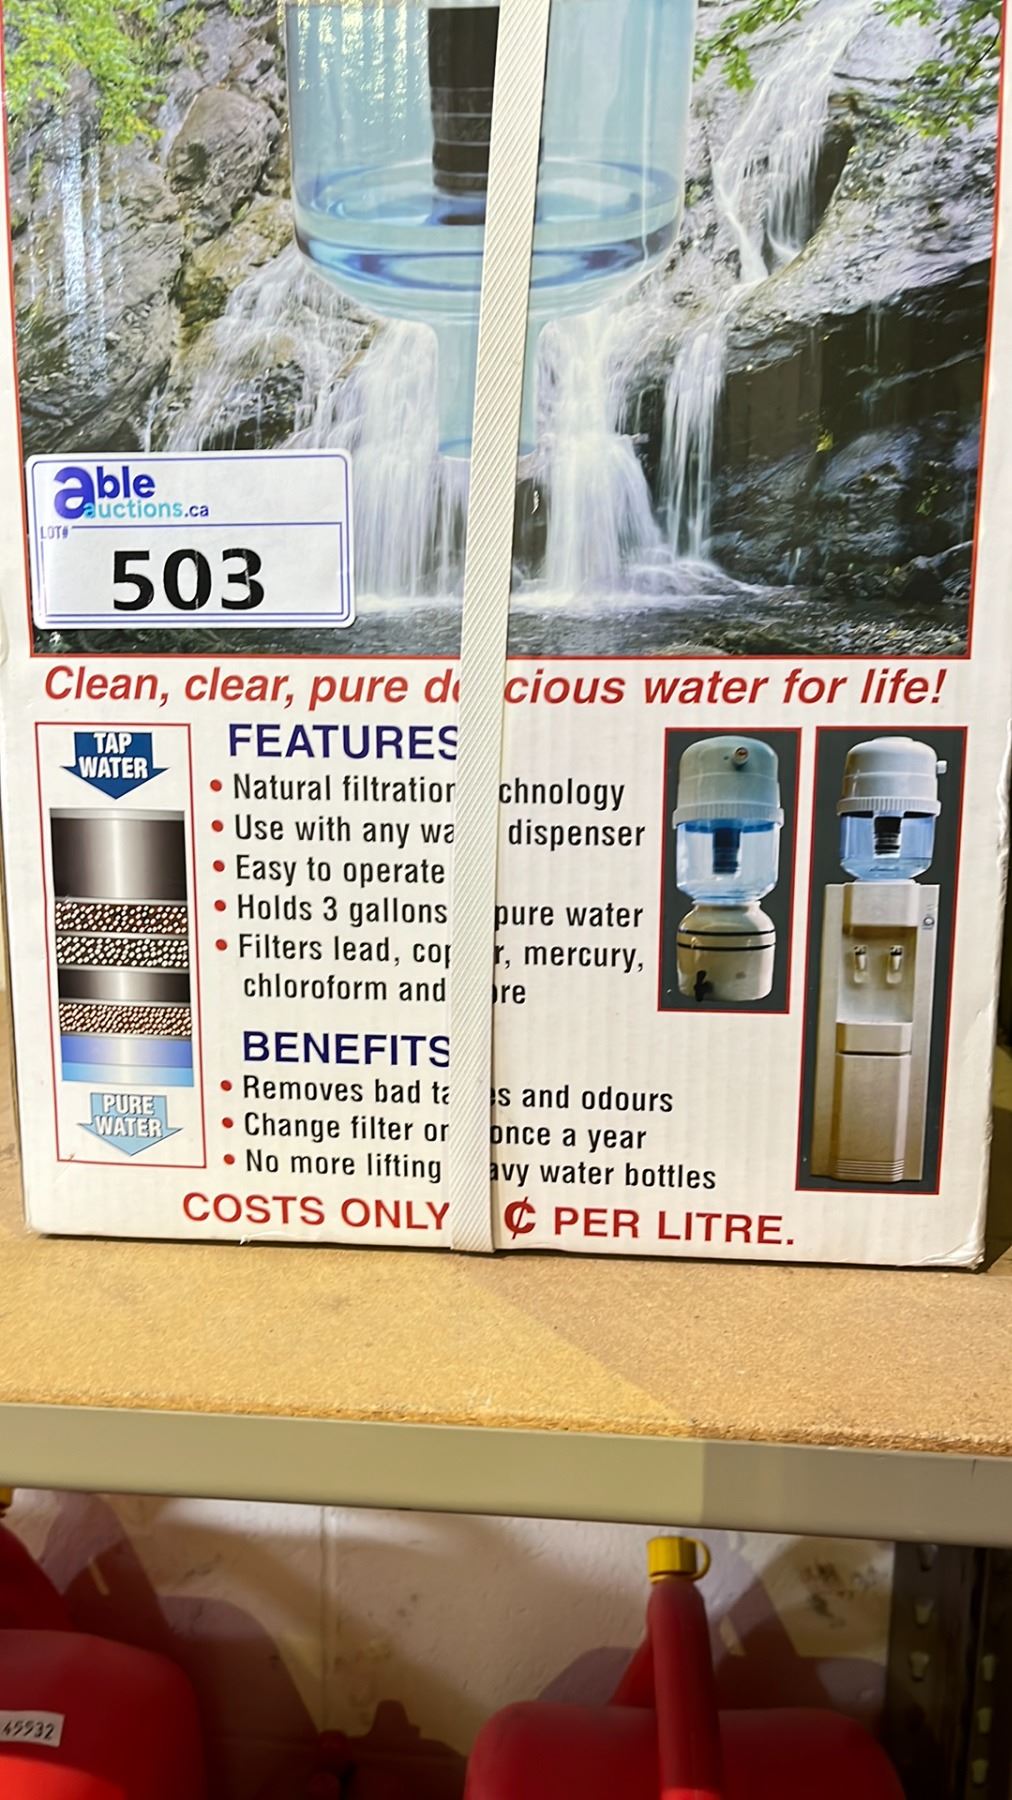 able
auctions.ca
LOT#
503
Clean, clear, pure de cious water for life!
TAP
WATER
FEATURES
• Natural filtration chnology
• Use with any wa dispenser
• Easy to operate
• Holds 3 gallons pure water
• Filters lead, cop r, mercury,
chloroform and re
PURE
WATER
BENEFITS
• Removes bad ta s and odours
• Change filter on once a year
• No more lifting avy water bottles
COSTS ONLY ¢ PER LITRE.
45532